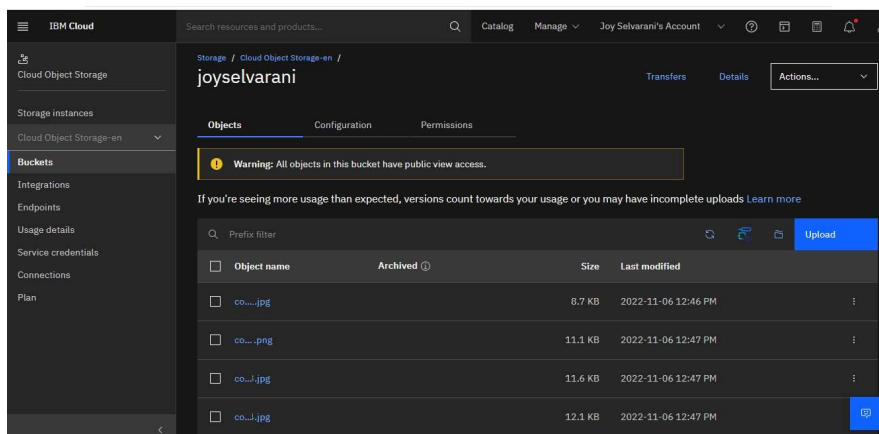 IBM Cloud
Search resources and products...
Catalog
Manage
Joy Selvarani's Account
Cloud Object Storage
Storage instances
Cloud Object Storage-en
Buckets
Integrations
Endpoints
Usage details
Service credentials
Connections
Plan
Storage / Cloud Object Storage-en /
joyselvarani
Transfers
Details
Actions...
Objects
Configuration
Permissions
Warning: All objects in this bucket have public view access.
If you're seeing more usage than expected, versions count towards your usage or you may have incomplete uploads Learn more
Prefix filter
Upload
Object name Archived Size Last modified
co.....jpg 8.7 KB 2022-11-06 12:46 PM
co... .png 11.1 KB 2022-11-06 12:47 PM
co...l.jpg 11.6 KB 2022-11-06 12:47 PM
co...l.jpg 12.1 KB 2022-11-06 12:47 PM